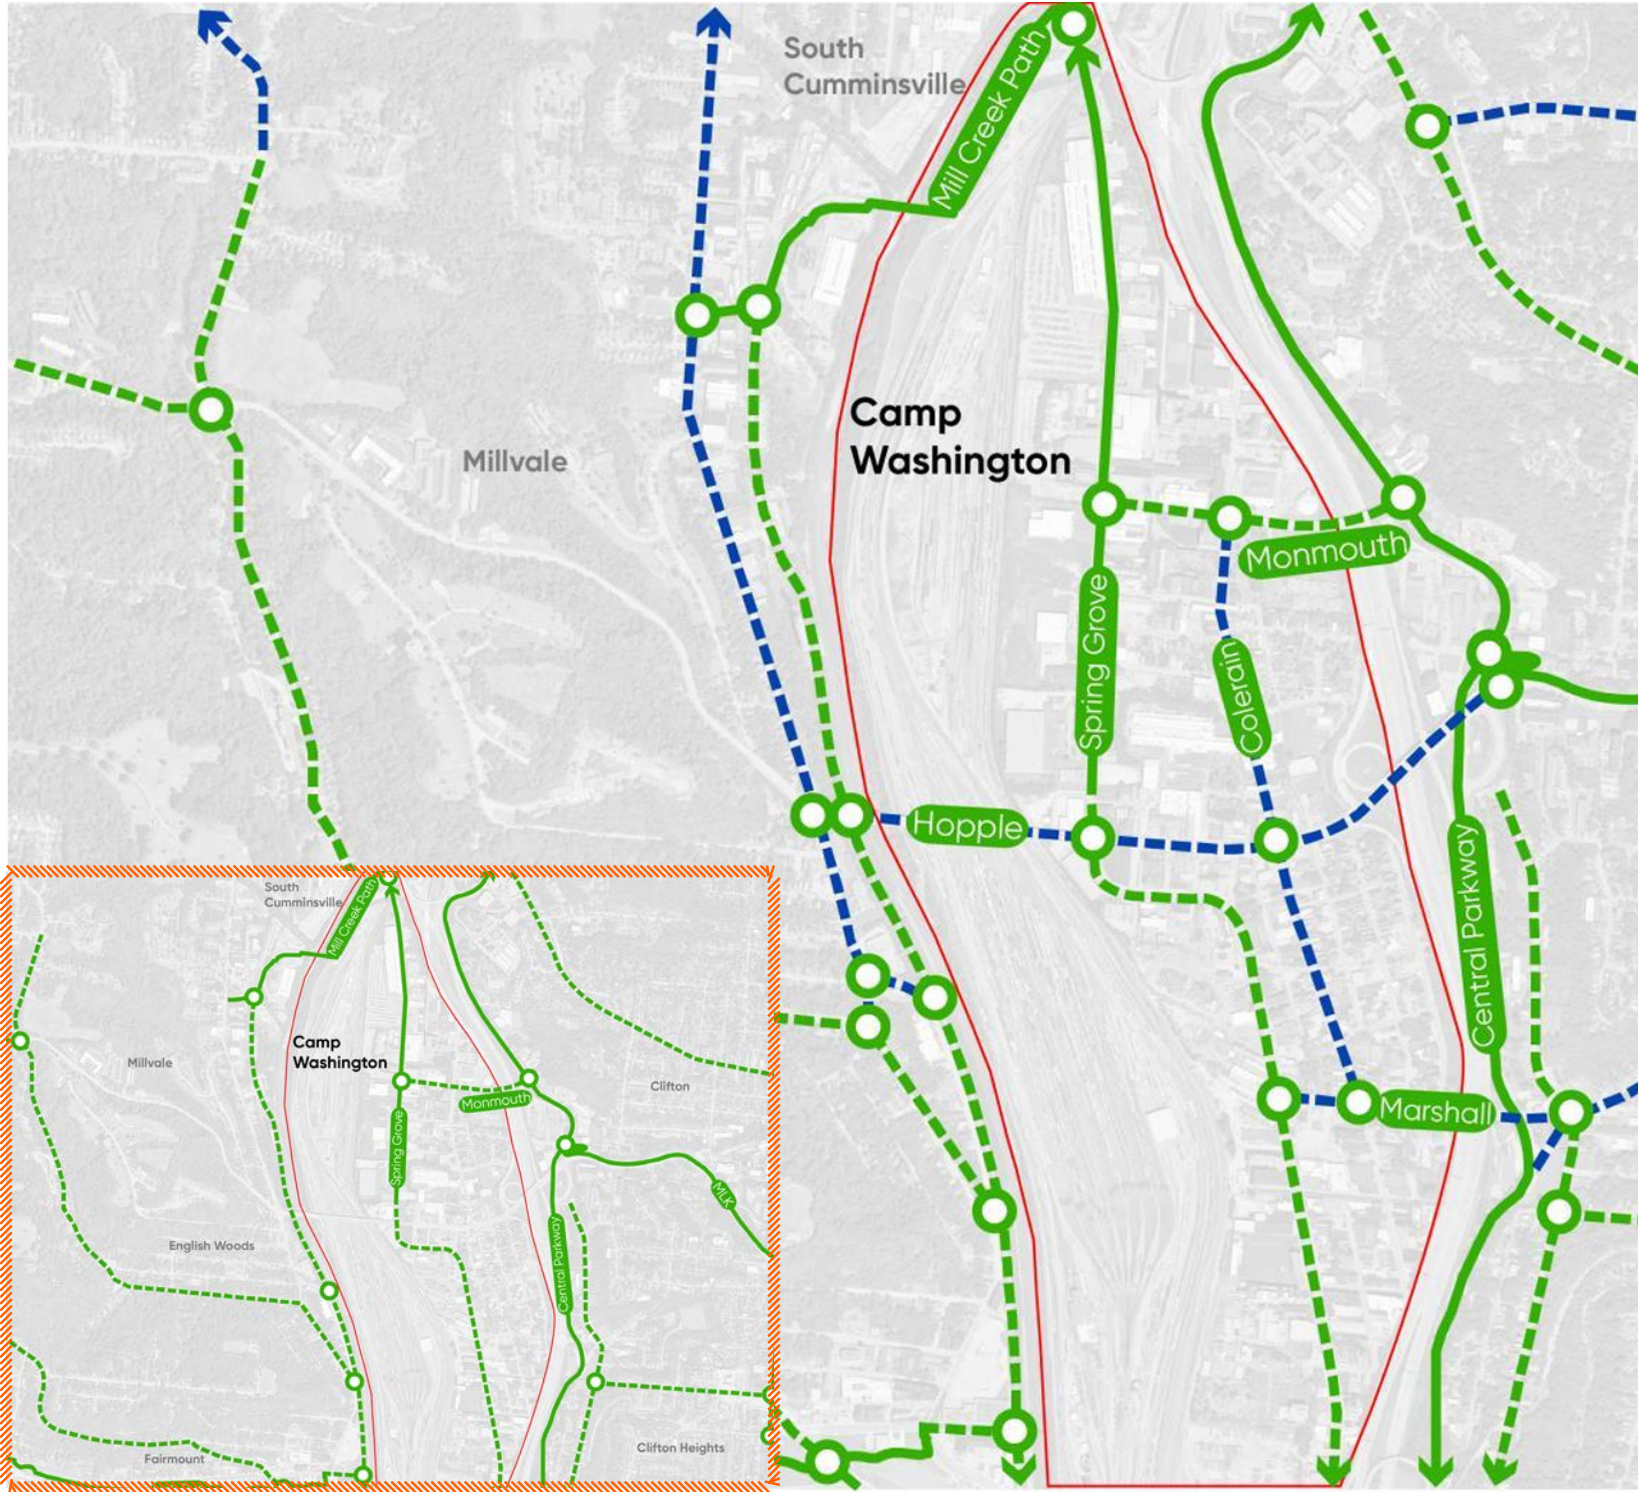 South
Cumminsville
Mill Creek Path
Camp
Washington
Millvale
Monmouth
Spring Grove
Colerain
Hopple
Central Parkway
Marshall
South
Cumminsville
Mill Creek Path
Camp
Washington
Millvale
Clifton
Monmouth
Spring Grove
MLK
English Woods
Central Parkway
Clifton Heights
Fairmount